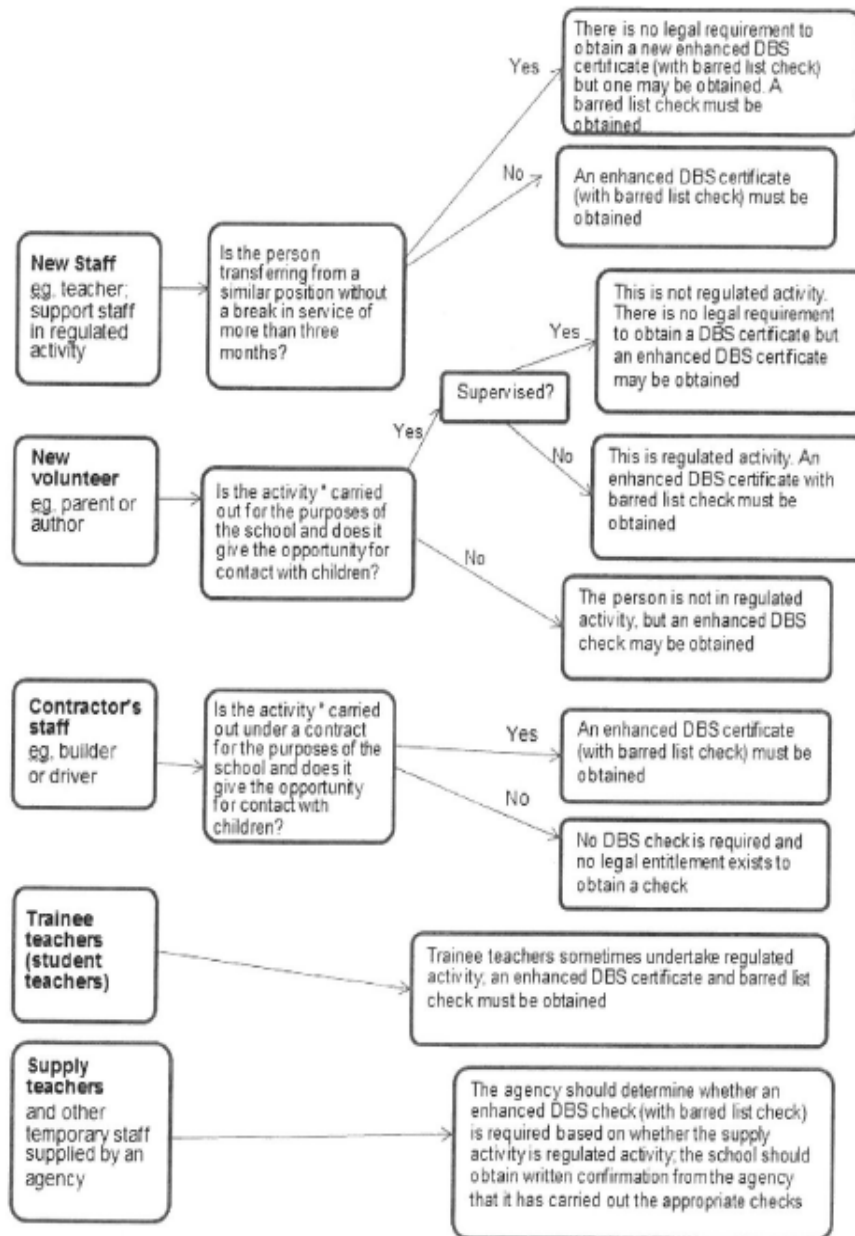 There is no legal requirement to
obtain a new enhanced DBS
certificate (with barred list check)
but one may be obtained. A
barred list check must be
obtained
Yes
No
An enhanced DBS certificate
(with barred list check) must be
obtained
New Staff
eg. teacher;
support staff
in regulated
activity
Is the person
transferring from a
similar position without
a break in service of
more than three
months?
This is not regulated activity.
There is no legal requirement
to obtain a DBS certificate but
an enhanced DBS certificate
may be obtained
Yes
Supervised?
Yes
No
This is regulated activity. An
enhanced DBS certificate with
barred list check must be
obtained
New
volunteer
eg. parent or
author
Is the activity * carried
out for the purposes of
the school and does it
give the opportunity for
contact with children?
No
The person is not in regulated
activity, but an enhanced DBS
check may be obtained
Contractor's
staff
eg, builder
or driver
Is the activity * carried
out under a contract
for the purposes of the
school and does it
give the opportunity
for contact with
children?
Yes
An enhanced DBS certificate
(with barred list check) must be
obtained
No
No DBS check is required and
no legal entitlement exists to
obtain a check
Trainee
teachers
(student
teachers)
Trainee teachers sometimes undertake regulated
activity; an enhanced DBS certificate and barred list
check must be obtained
Supply
teachers
and other
temporary staff
supplied by an
agency
The agency should determine whether an
enhanced DBS check (with barred list check)
is required based on whether the supply
activity is regulated activity; the school should
obtain written confirmation from the agency
that it has carried out the appropriate checks